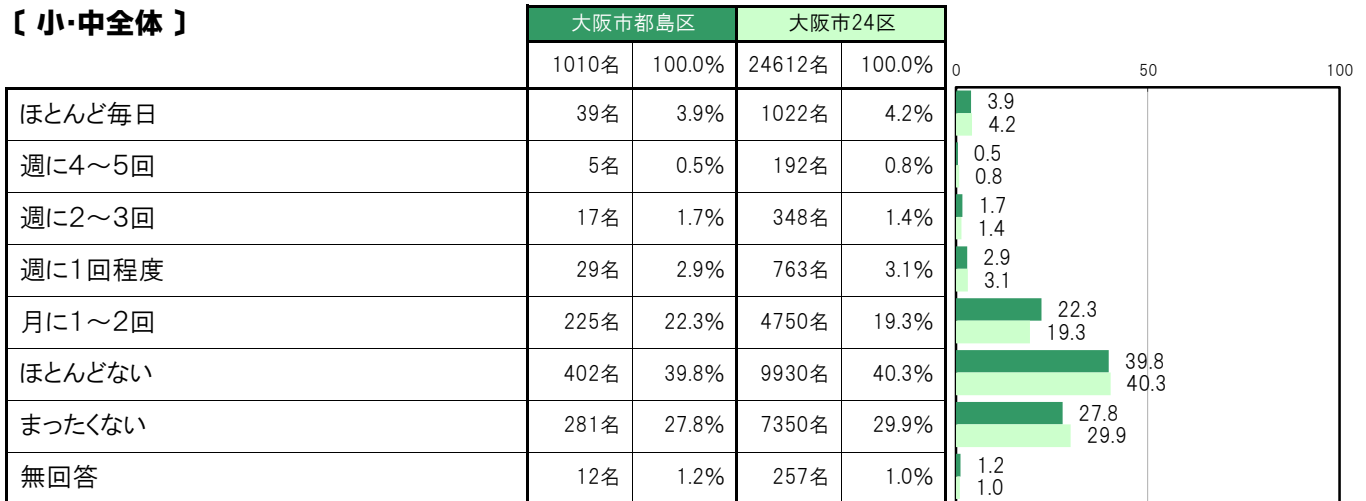 〔 小・中全体 〕
大阪市都島区 大阪市24区
1010名 100.0% 24612名 100.0%
0 50 100
ほとんど毎日 39名 3.9% 1022名 4.2%
3.9
4.2
週に4～5回 5名 0.5% 192名 0.8%
0.5
0.8
週に2～3回 17名 1.7% 348名 1.4%
1.7
1.4
週に1回程度 29名 2.9% 763名 3.1%
2.9
3.1
月に1～2回 225名 22.3% 4750名 19.3%
22.3
19.3
ほとんどない 402名 39.8% 9930名 40.3%
39.8
40.3
まったくない 281名 27.8% 7350名 29.9%
27.8
29.9
無回答 12名 1.2% 257名 1.0%
1.2
1.0